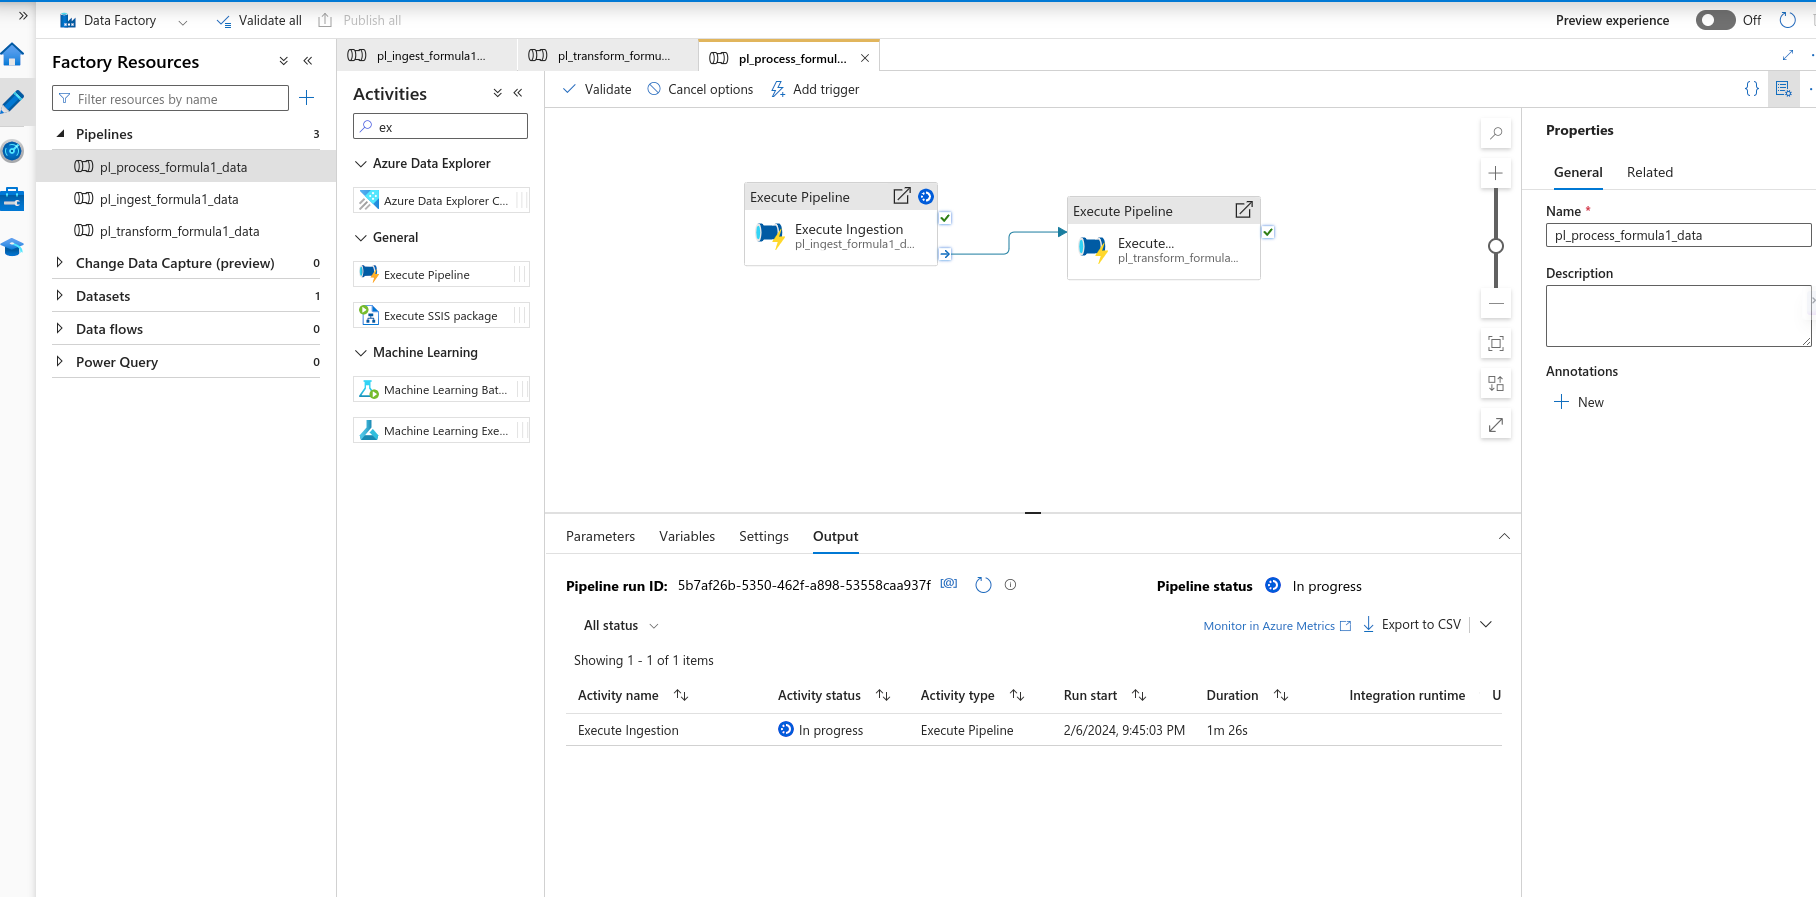 Data Factory
Validate all
Publish all
Preview experience
Off
Factory Resources
Filter resources by name
Pipelines 3
pl_process_formula1_data
pl_ingest_formula1_data
pl_transform_formula1_data
Change Data Capture (preview) 0
Datasets 1
Data flows 0
Power Query 0
pl_ingest_formula1...
pl_transform_formu...
pl_process_formul...
Activities
ex
Azure Data Explorer
Azure Data Explorer C...
General
Execute Pipeline
Execute SSIS package
Machine Learning
Machine Learning Bat...
Machine Learning Exe...
Validate
Cancel options
Add trigger
{}
Execute Pipeline
Execute Ingestion
pl_ingest_formula1_d...
Execute Pipeline
Execute...
pl_transform_formula...
Properties
General
Related
Name *
pl_process_formula1_data
Description
Annotations
New
Parameters
Variables
Settings
Output
Pipeline run ID: 5b7af26b-5350-462f-a898-53558caa937f [@]
Pipeline status In progress
All status
Monitor in Azure Metrics
Export to CSV
Showing 1 - 1 of 1 items
Activity name Activity status Activity type Run start Duration Integration runtime U
Execute Ingestion In progress Execute Pipeline 2/6/2024, 9:45:03 PM 1m 26s